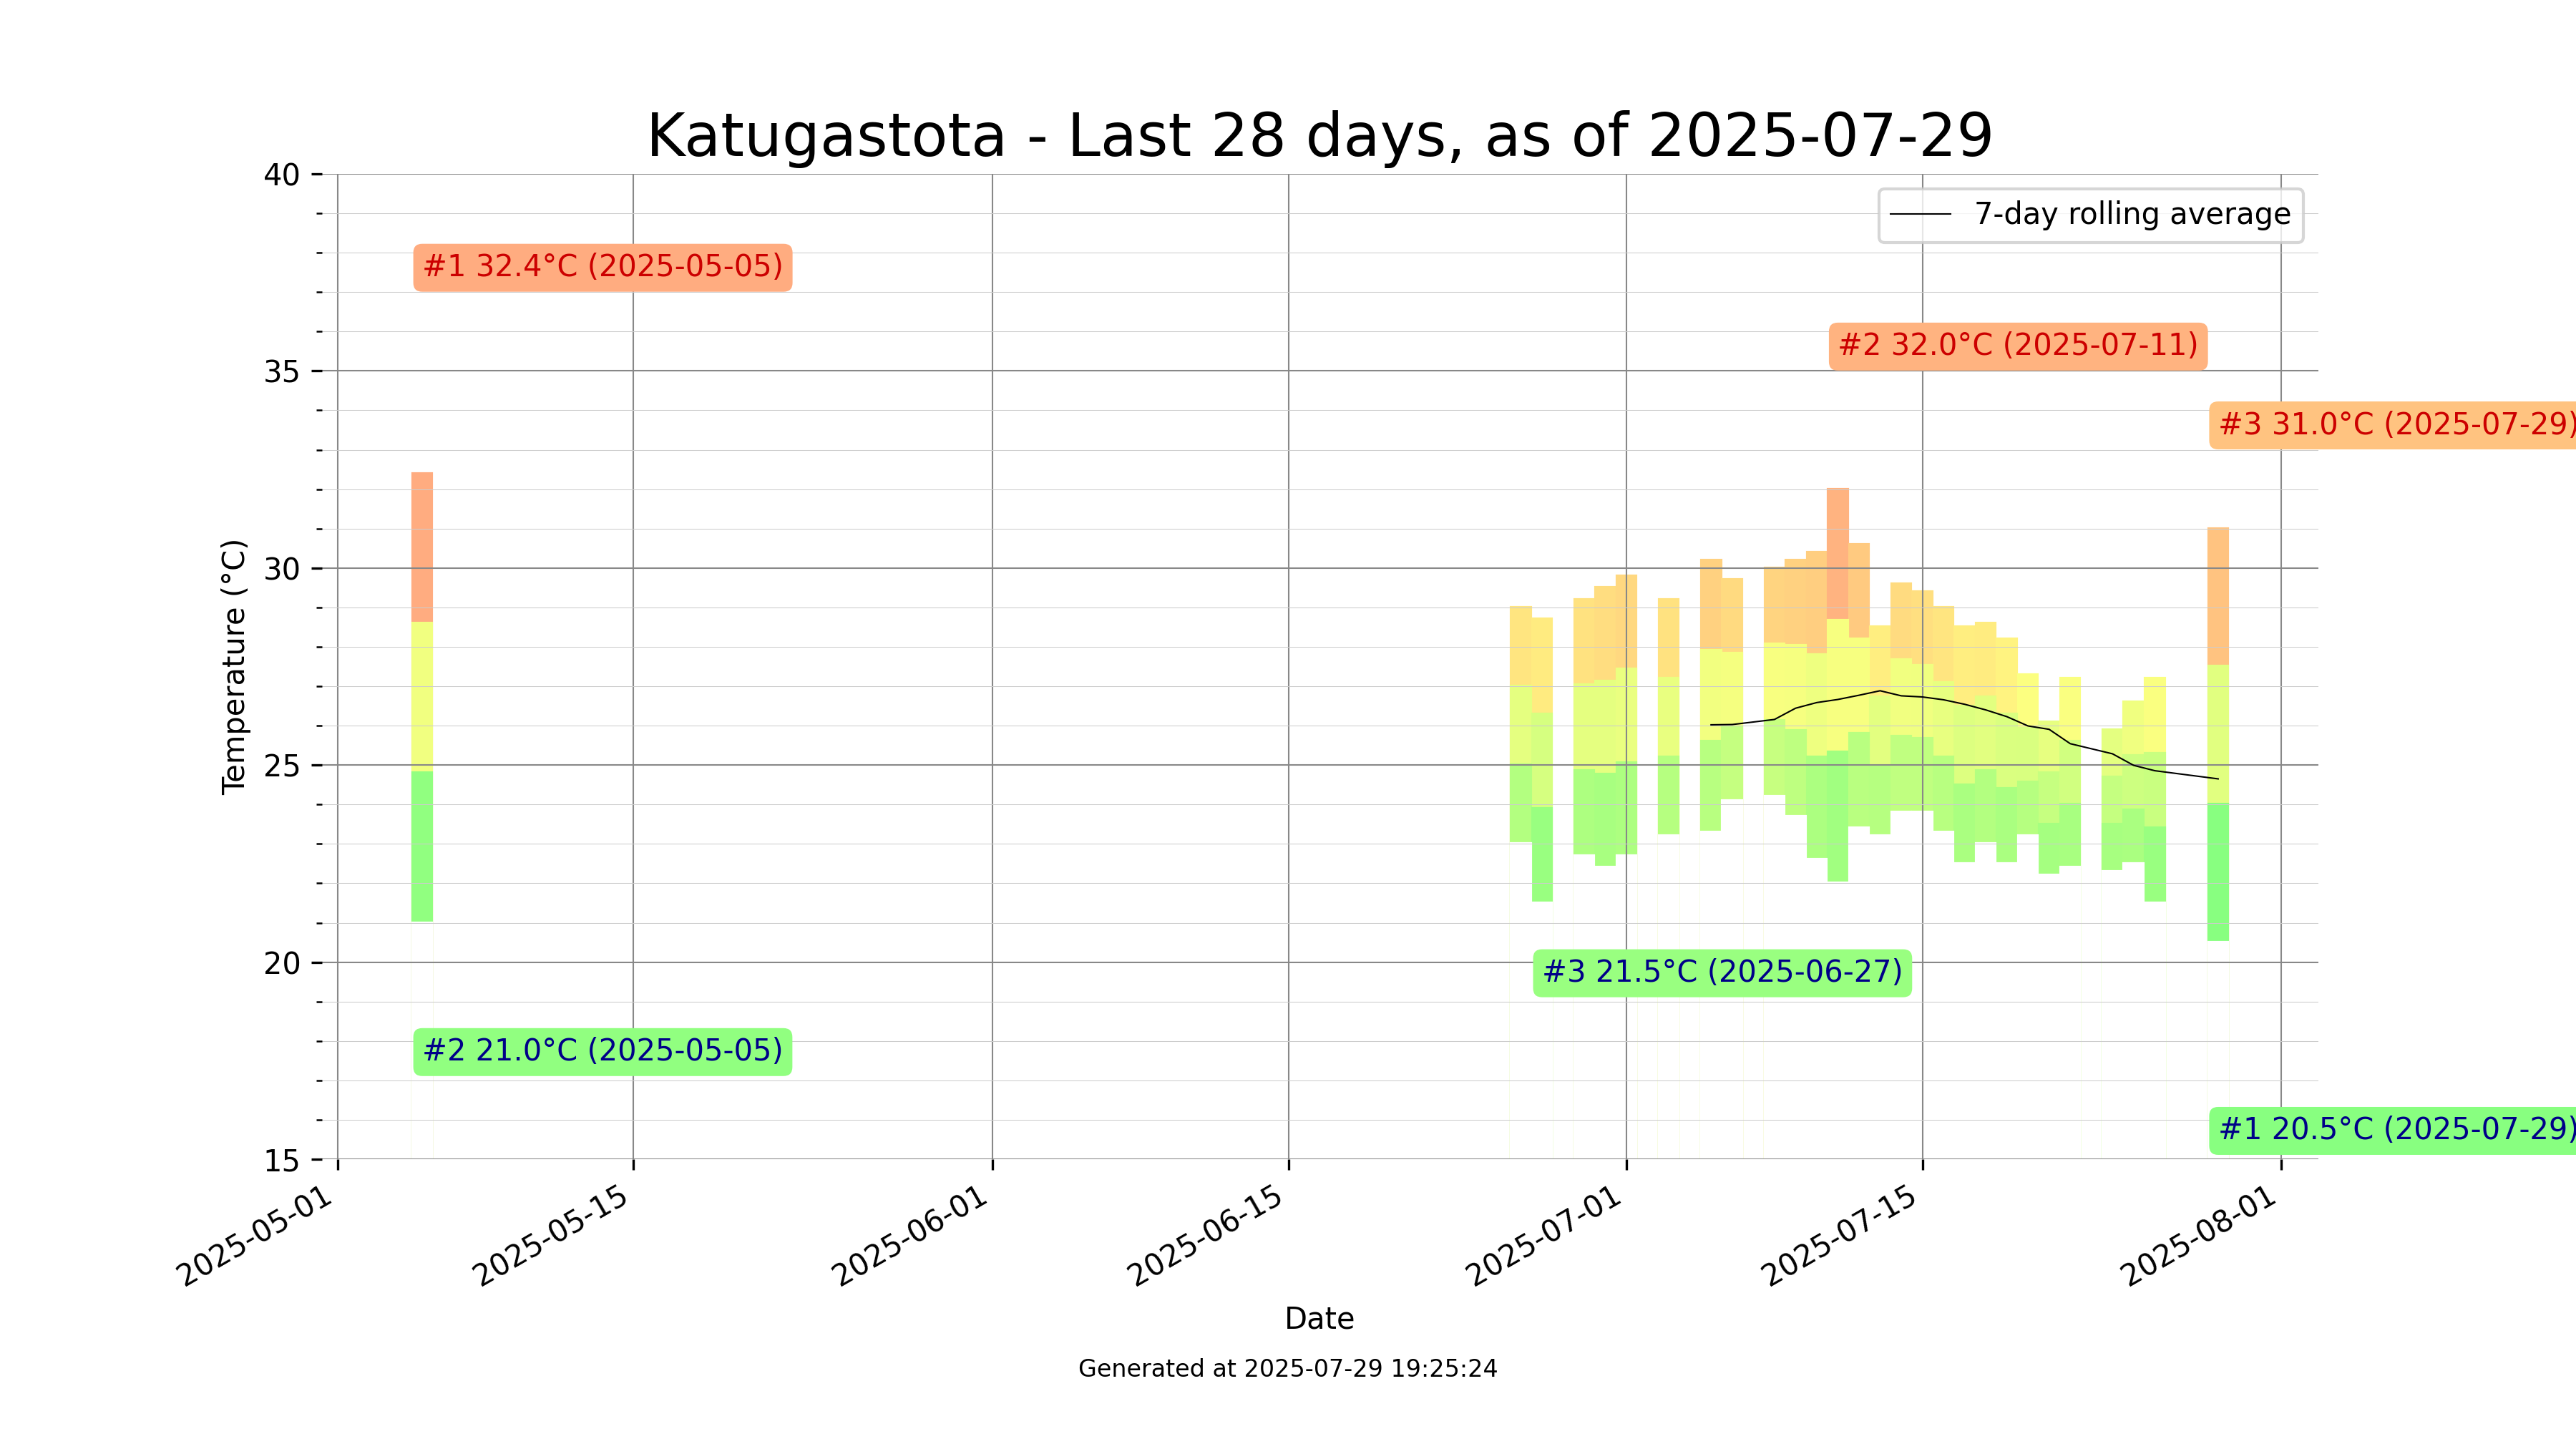 Katugastota - Last 28 days, as of 2025-07-29
40
7-day rolling average
#1 32.4°C (2025-05-05)
#2 32.0°C (2025-07-11)
35
#3 31.0°C (2025-07-29)
30
Temperature (°C)
25
20
#3 21.5°C (2025-06-27)
#2 21.0°C (2025-05-05)
#1 20.5°C (2025-07-29)
15
2025-05-01
2025-05-15
2025-06-01
2025-06-15
2025-07-01
2025-07-15
2025-08-01
Date
Generated at 2025-07-29 19:25:24